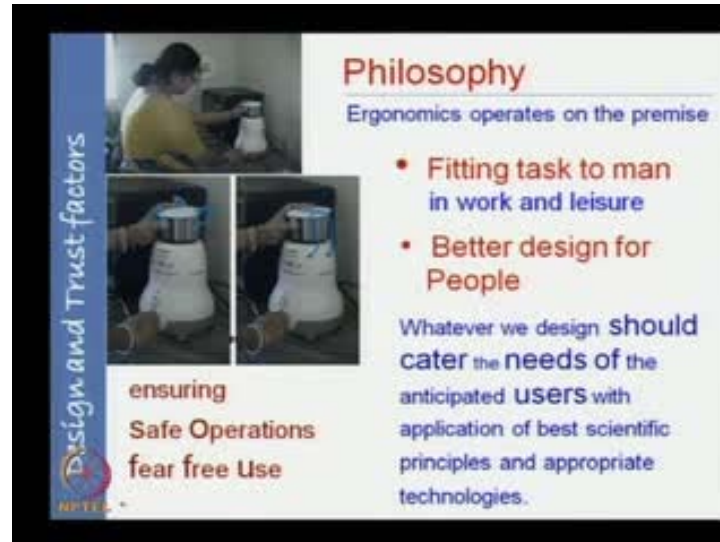 Design and Trust factors
Philosophy
Ergonomics operates on the premise
• Fitting task to man
in work and leisure
• Better design for
People
Whatever we design should
cater the needs of the
anticipated users with
application of best scientific
principles and appropriate
technologies.
ensuring
Safe Operations
fear free Use
NPTEL